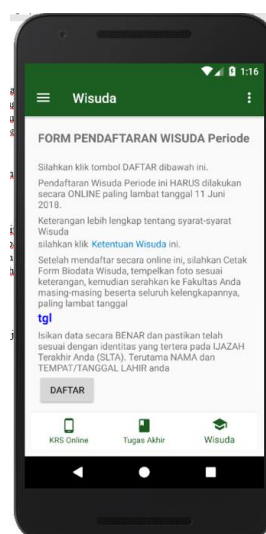 1:16
Wisuda
FORM PENDAFTARAN WISUDA Periode
Silahkan klik tombol DAFTAR dibawah ini.
Pendaftaran Wisuda Periode ini HARUS dilakukan
secara ONLINE paling lambat tanggal 11 Juni
2018.
Keterangan lebih lengkap tentang syarat-syarat
Wisuda
silahkan klik Ketentuan Wisuda ini.
Setelah mendaftar secara online ini, silahkan Cetak
Form Biodata Wisuda, tempelkan foto sesuai
keterangan, kemudian serahkan ke Fakultas Anda
masing-masing beserta seluruh kelengkapannya,
paling lambat tanggal
tgl
Isikan data secara BENAR dan pastikan telah
sesuai dengan identitas yang tertera pada IJAZAH
Terakhir Anda (SLTA). Terutama NAMA dan
TEMPAT/TANGGAL LAHIR anda
DAFTAR
KRS Online
Tugas Akhir
Wisuda